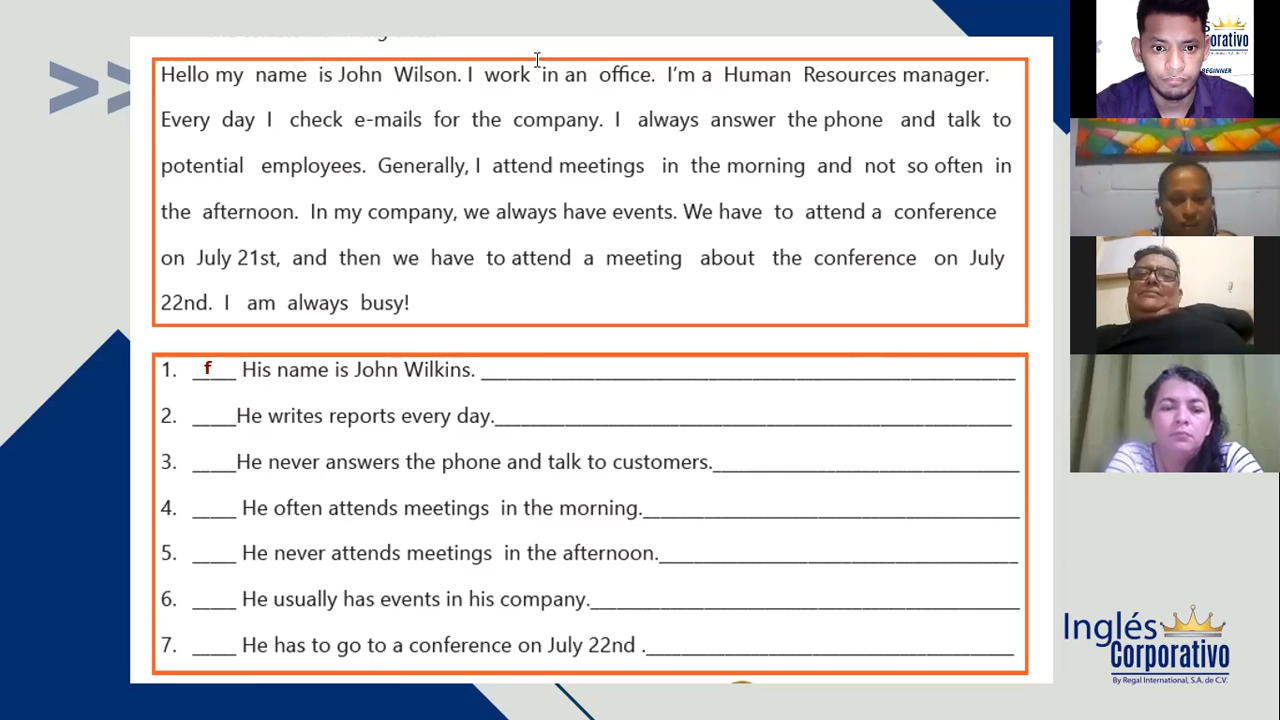 Hello my name is John Wilson. I work in an office. I'm a Human Resources manager.
Every day I check e-mails for the company. I always answer the phone and talk to
potential employees. Generally, I attend meetings in the morning and not so often in
the afternoon. In my company, we always have events. We have to attend a conference
on July 21st, and then we have to attend a meeting about the conference on July
22nd. I am always busy!
1. f His name is John Wilkins.
2. He writes reports every day.
3. He never answers the phone and talk to customers.
4. He often attends meetings in the morning.
5. He never attends meetings in the afternoon.
6. He usually has events in his company.
7. He has to go to a conference on July 22nd .
Inglés
Corporativo
By Regal International, S.A. de C.V.
orativo
BEGINNER